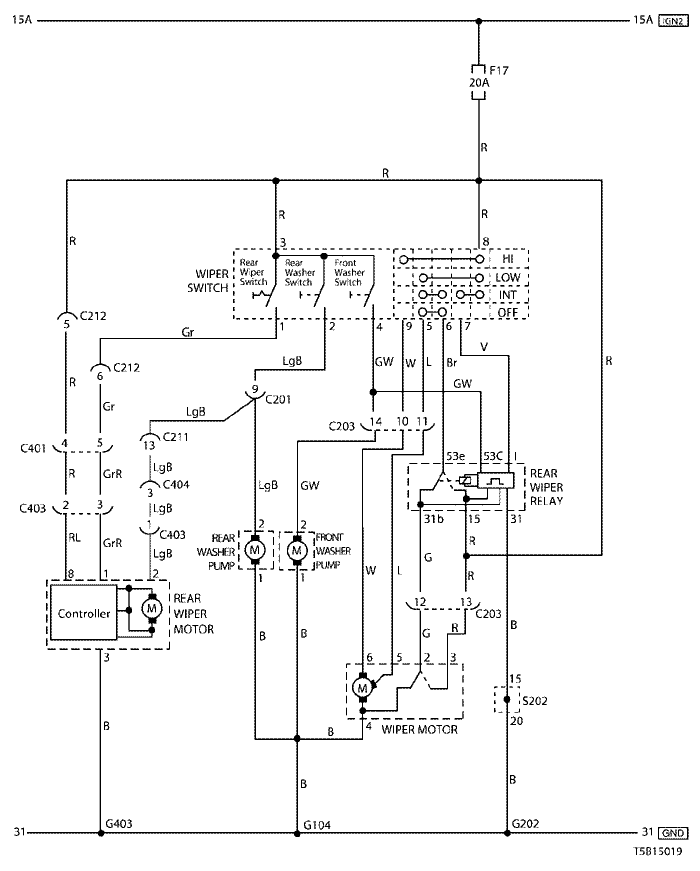 15A
15A IGN2
F17
20A
R
R
R
R
R
3
8
WIPER
SWITCH
Rear
Wiper
Switch
Rear
Washer
Switch
Front
Washer
Switch
HI
LOW
INT
OFF
1
2
4
9
5
6
7
C212
5
Gr
C212
6
LgB
GW
W
L
Br
V
R
R
Gr
9
C201
GW
LgB
C211
13
C203
14
10
11
C401
4
5
LgB
53e
53C
I
R
GrR
3
C404
LgB
GW
REAR
WIPER
RELAY
C403
2
3
LgB
31b
15
31
1
C403
RL
GrR
LgB
REAR
WASHER
PUMP
2
M
1
2
M
1
FRONT
WASHER
PUMP
G
R
W
L
R
8
1
2
Controller
M
REAR
WIPER
MOTOR
3
12
13
C203
B
B
G
R
B
6
5
2
3
M
4
WIPER MOTOR
15
S202
20
B
B
B
B
G403
G104
G202
31
31 GND
T5B15019